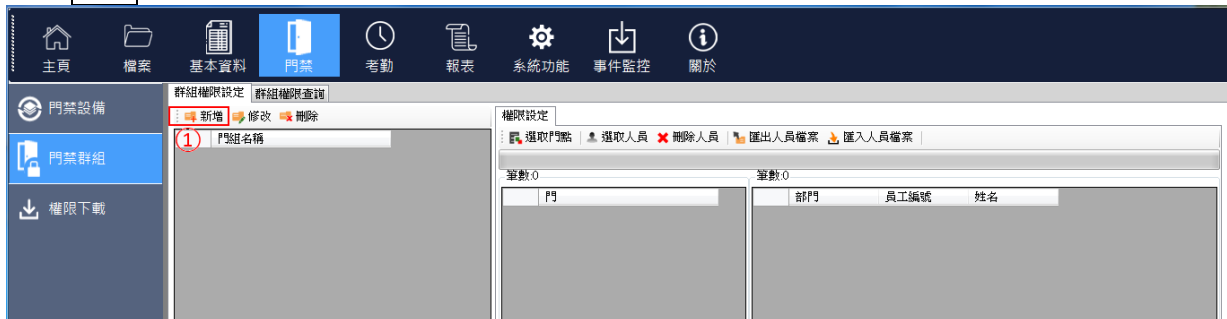 主頁 檔案 基本資料 門禁 考勤 報表 系統功能 事件監控 關於
門禁設備
門禁群組
權限下載
群組權限設定 群組權限查詢
新增 修改 刪除
① 門組名稱
權限設定
選取門點 選取人員 刪除人員 匯出人員檔案 匯入人員檔案
筆數:0 筆數:0
門 部門 員工編號 姓名